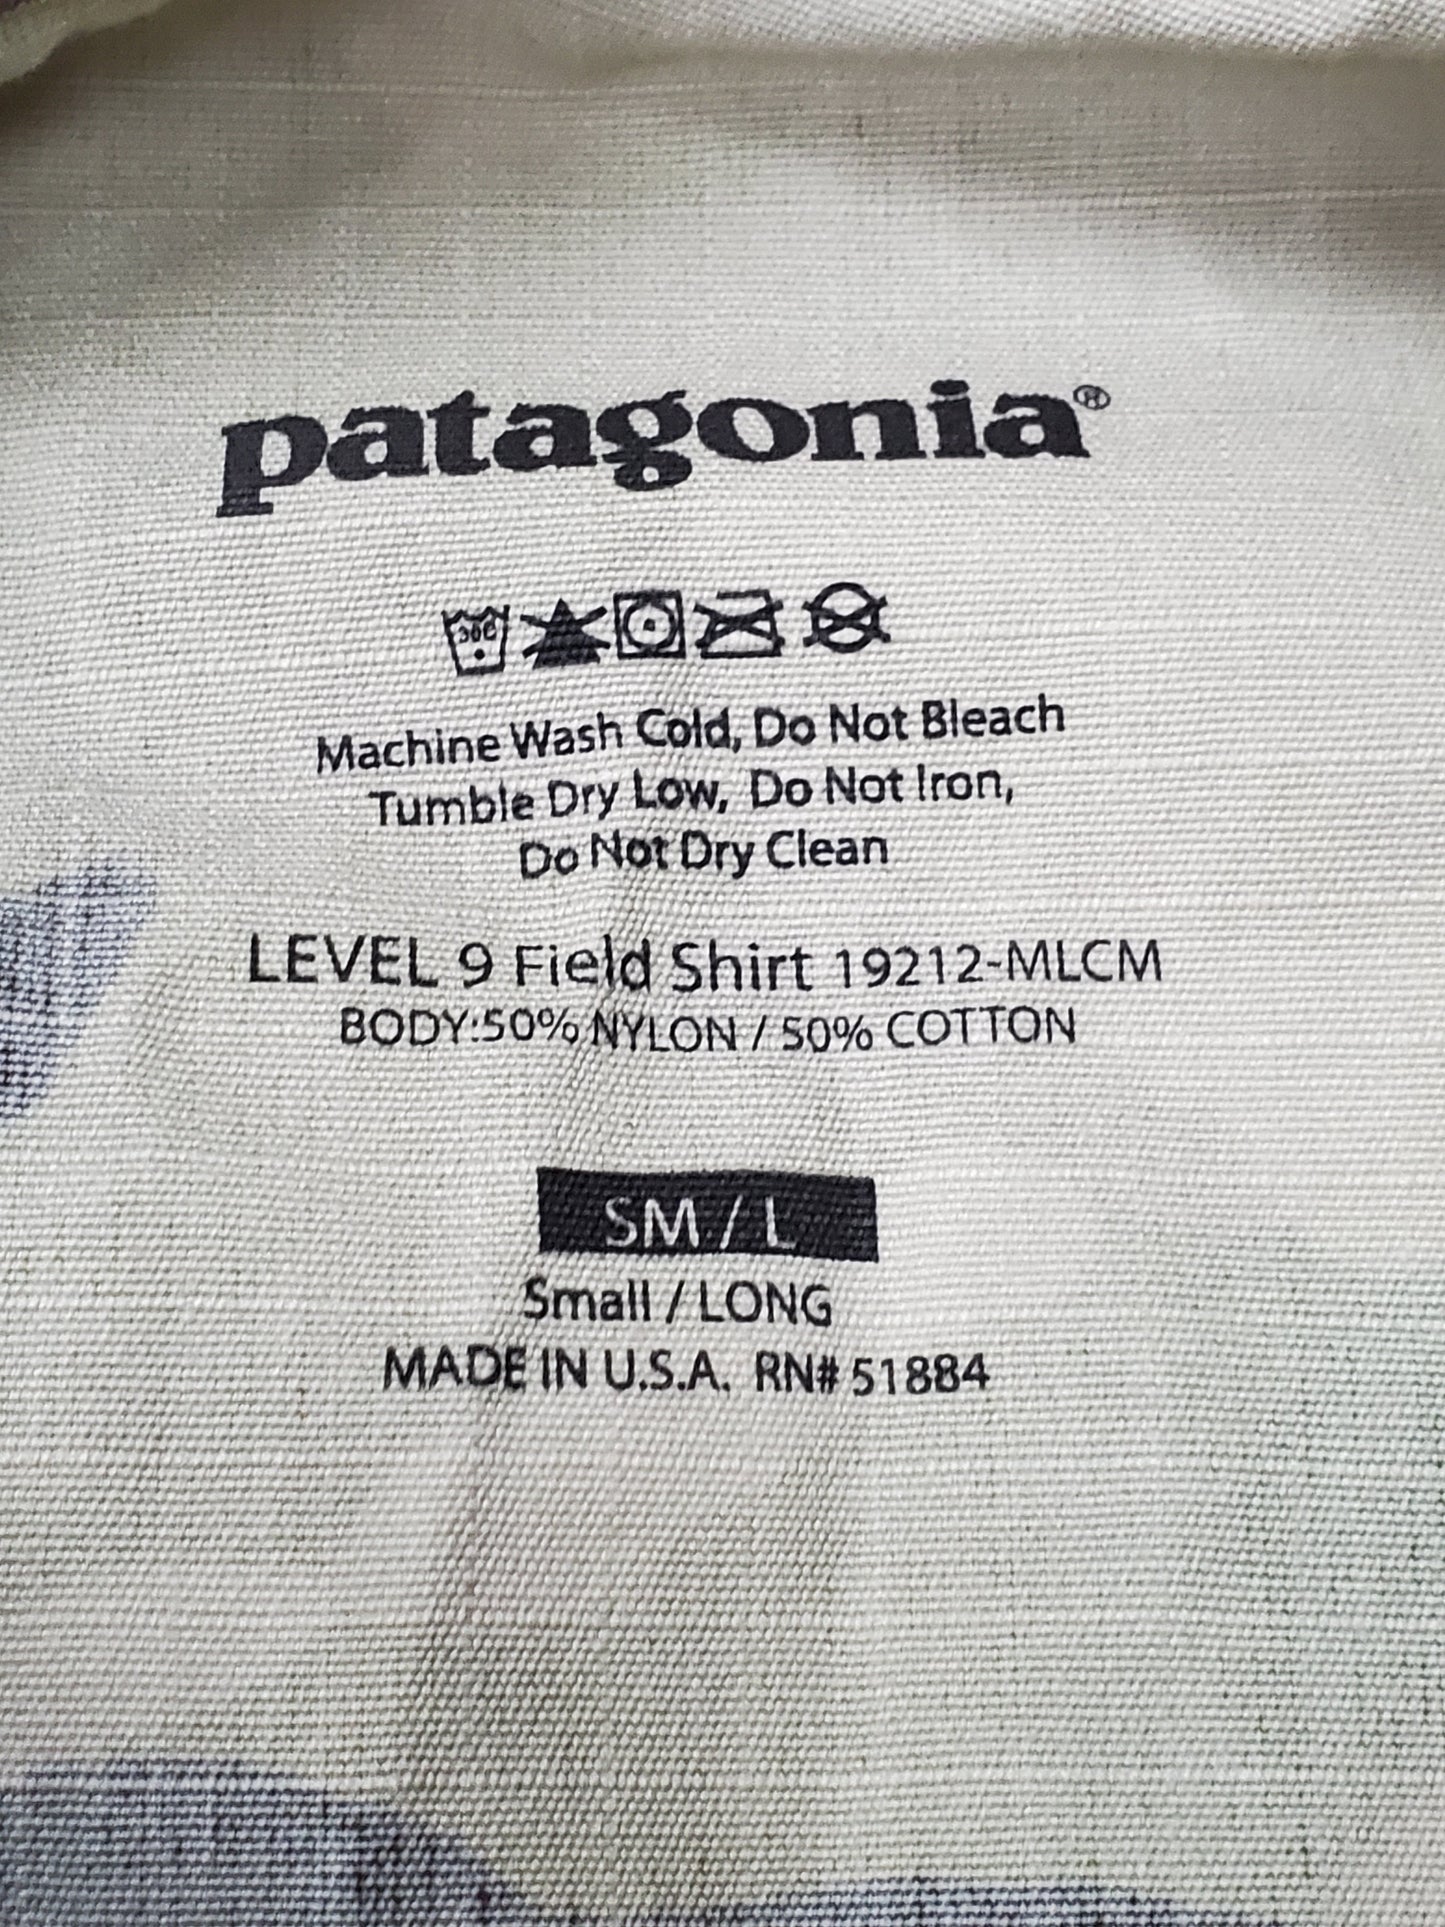 patagonia®
30C
Machine Wash Cold, Do Not Bleach
Tumble Dry Low, Do Not Iron,
Do Not Dry Clean
LEVEL 9 Field Shirt 19212-MLCM
BODY:50% NYLON / 50% COTTON
SM / L
Small / LONG
MADE IN U.S.A. RN# 51884